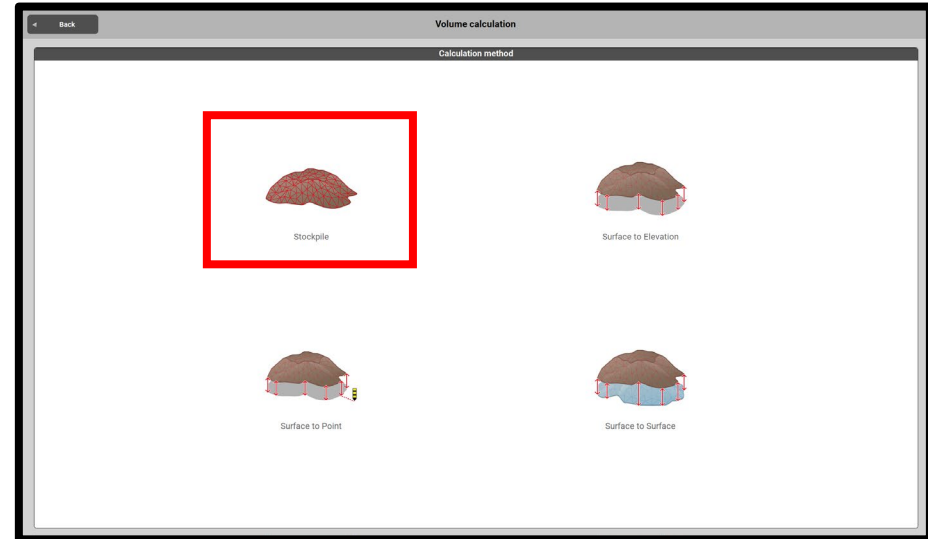 Back
Volume calculation
Calculation method
Stockpile
Surface to Elevation
Surface to Point
Surface to Surface